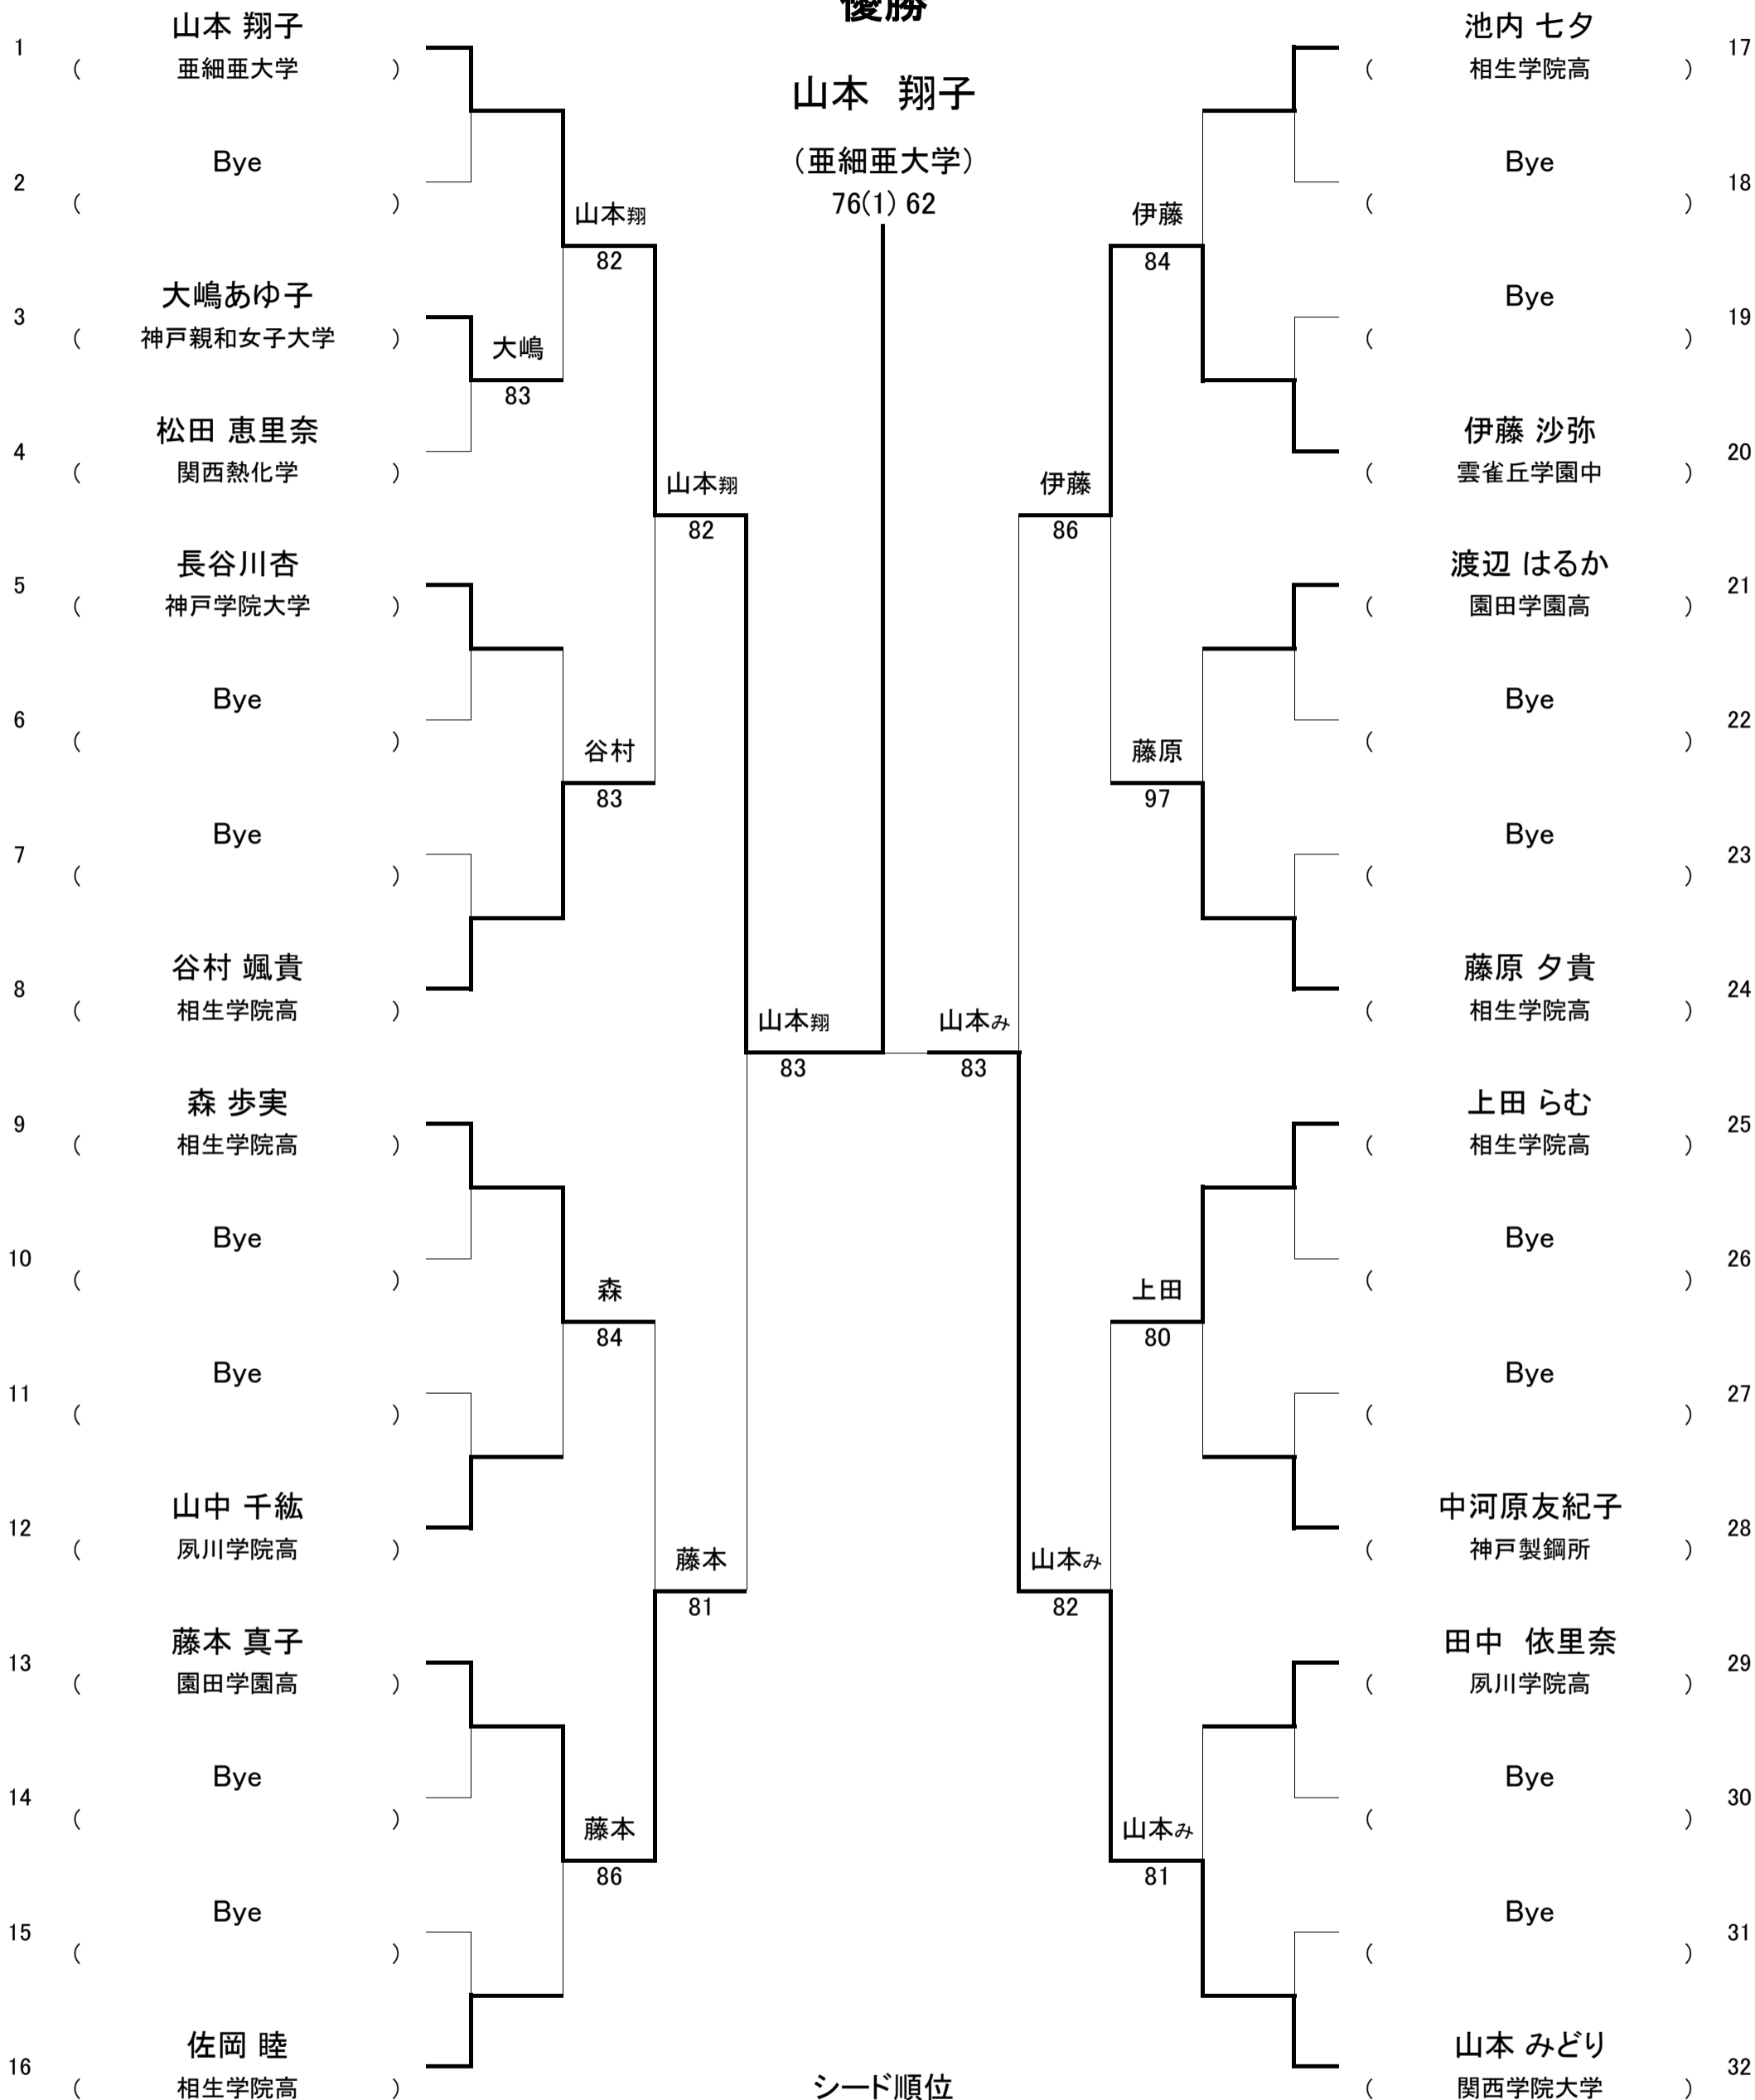 優勝
山本 翔子
(亜細亜大学)
76(1) 62
1
山本 翔子
( 亜細亜大学 )
2
Bye
( )
3
大嶋あゆ子
( 神戸親和女子大学 )
4
松田 恵里奈
( 関西熱化学 )
5
長谷川杏
( 神戸学院大学 )
6
Bye
( )
7
Bye
( )
8
谷村 颯貴
( 相生学院高 )
9
森 歩実
( 相生学院高 )
10
Bye
( )
11
Bye
( )
12
山中 千紘
( 夙川学院高 )
13
藤本 真子
( 園田学園高 )
14
Bye
( )
15
Bye
( )
16
佐岡 睦
( 相生学院高 )
大嶋
83
山本翔
82
谷村
83
森
84
藤本
86
山本翔
82
藤本
81
山本翔
83
山本み
83
伊藤
86
山本み
82
伊藤
84
藤原
97
上田
80
山本み
81
池内 七夕
17
( 相生学院高 )
Bye
18
( )
Bye
19
( )
伊藤 沙弥
20
( 雲雀丘学園中 )
渡辺 はるか
21
( 園田学園高 )
Bye
22
( )
Bye
23
( )
藤原 夕貴
24
( 相生学院高 )
上田 らむ
25
( 相生学院高 )
Bye
26
( )
Bye
27
( )
中河原友紀子
28
( 神戸製鋼所 )
田中 依里奈
29
( 夙川学院高 )
Bye
30
( )
Bye
31
( )
山本 みどり
32
( 関西学院大学 )
シード順位